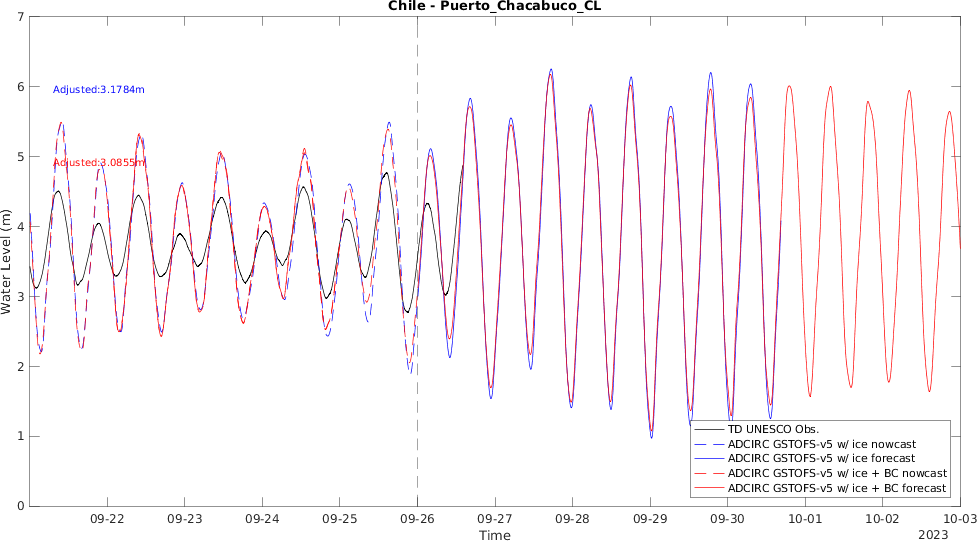 Chile - Puerto_Chacabuco_CL
7
6
5
4
3
2
1
0
Water Level (m)
Adjusted:3.1784m
Adjusted:3.0855m
TD UNESCO Obs.
ADCIRC GSTOFS-v5 w/ ice nowcast
ADCIRC GSTOFS-v5 w/ ice forecast
ADCIRC GSTOFS-v5 w/ ice + BC nowcast
ADCIRC GSTOFS-v5 w/ ice + BC forecast
09-22 09-23 09-24 09-25 09-26 09-27 09-28 09-29 09-30 10-01 10-02 10-03
Time
2023